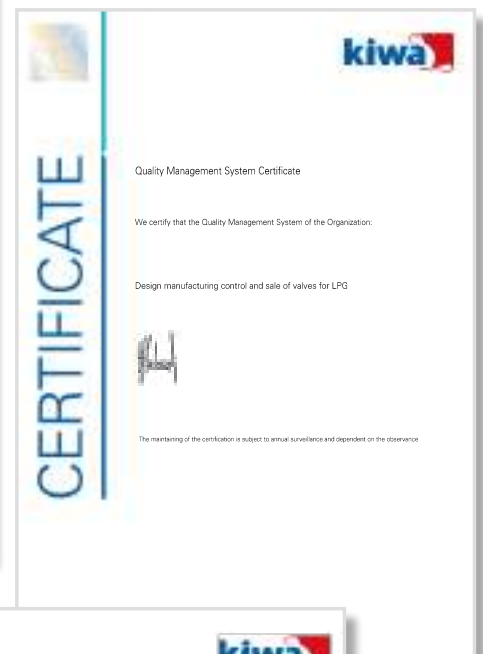 kiwa
CERTIFICATE
Quality Management System Certificate
We certify that the Quality Management System of the Organization:
Design manufacturing control and sale of valves for LPG
The maintaining of the certification is subject to annual surveillance and dependent on the observance
kiwa